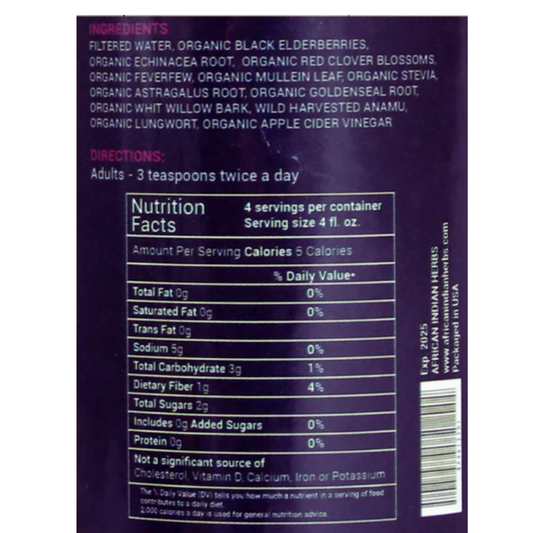 INGREDIENTS
FILTERED WATER, ORGANIC BLACK ELDERBERRIES,
ORGANIC ECHINACEA ROOT, ORGANIC RED CLOVER BLOSSOMS,
ORGANIC FEVERFEW, ORGANIC MULLEIN LEAF, ORGANIC STEVIA,
ORGANIC ASTRAGALUS ROOT, ORGANIC GOLDENSEAL ROOT,
ORGANIC WHIT WILLOW BARK, WILD HARVESTED ANAMU,
ORGANIC LUNGWORT, ORGANIC APPLE CIDER VINEGAR
DIRECTIONS:
Adults - 3 teaspoons twice a day
Nutrition Facts
4 servings per container
Serving size 4 fl. oz.
Amount Per Serving Calories 5 Calories
% Daily Value*
Total Fat 0g 0%
Saturated Fat 0g 0%
Trans Fat 0g
Sodium 5g 0%
Total Carbohydrate 3g 1%
Dietary Fiber 1g 4%
Total Sugars 2g
Includes 0g Added Sugars 0%
Protein 0g 0%
Not a significant source of
Cholesterol, Vitamin D, Calcium, Iron or Potassium
The % Daily Value (DV) tells you how much a nutrient in a serving of food
contributes to a daily diet.
2,000 calories a day is used for general nutrition advice.
Exp 2025
AFRICAN INDIAN HERBS
www.africanindianherbs.com
Packaged in USA